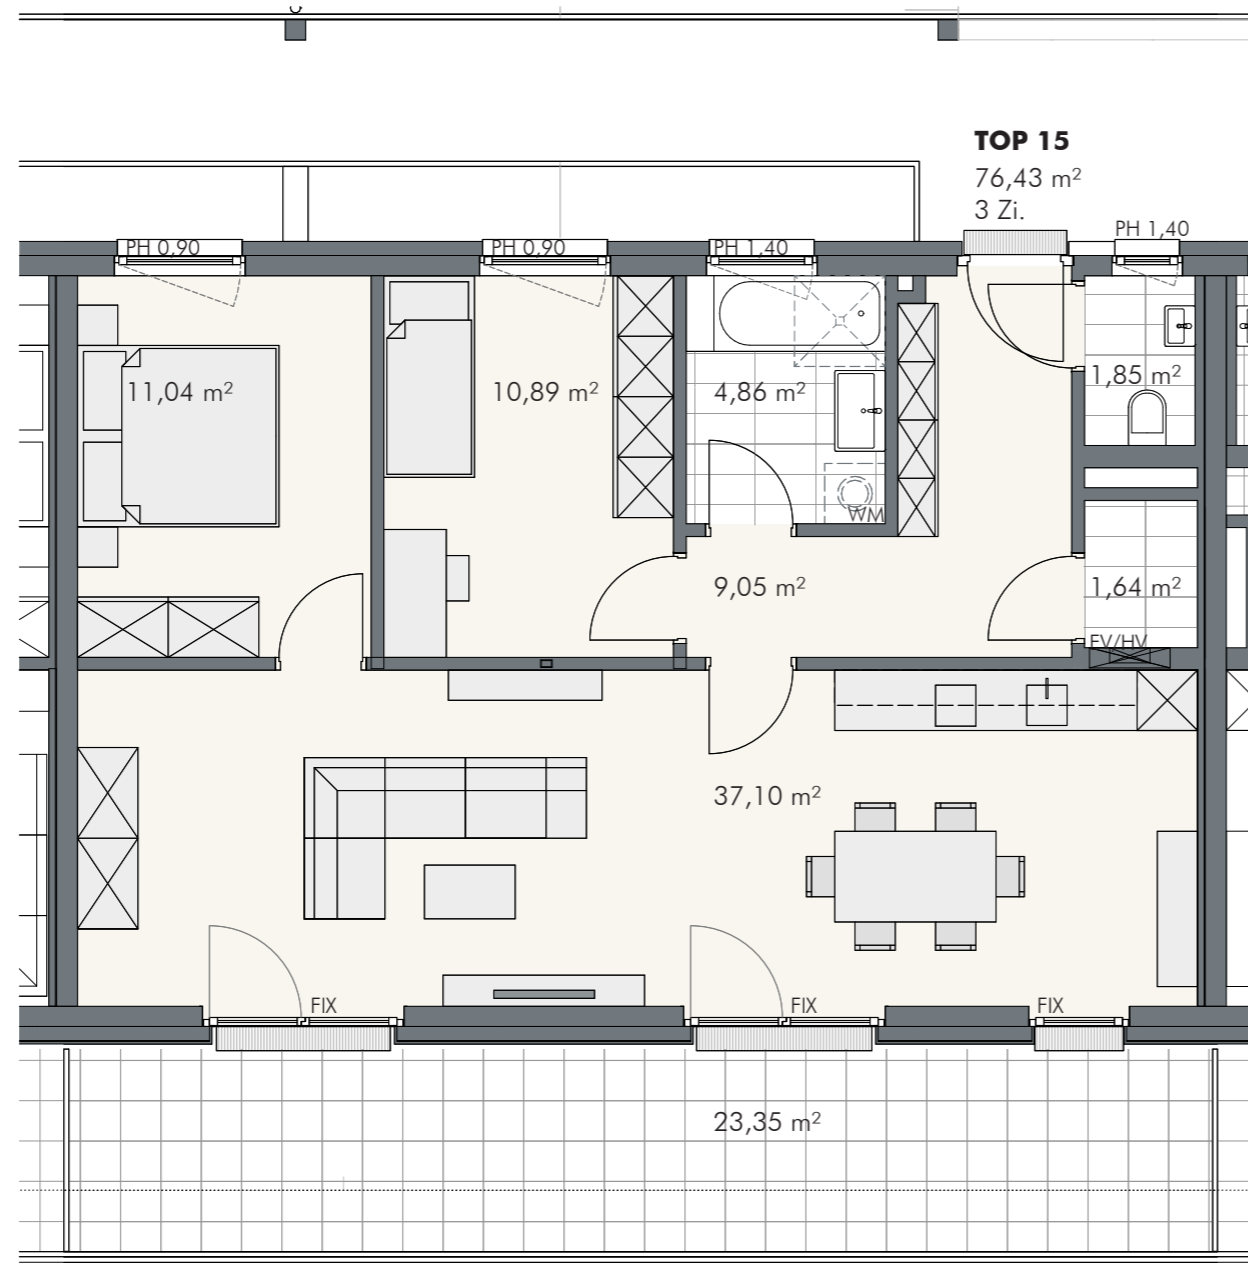 TOP 15
76,43 m²
3 Zi.
PH 1,40
PH 0,90
PH 0,90
PH 1,40
11,04 m²
10,89 m²
4,86 m²
1,85 m²
WM
9,05 m²
1,64 m²
EV/HV
37,10 m²
FIX
FIX
FIX
23,35 m²